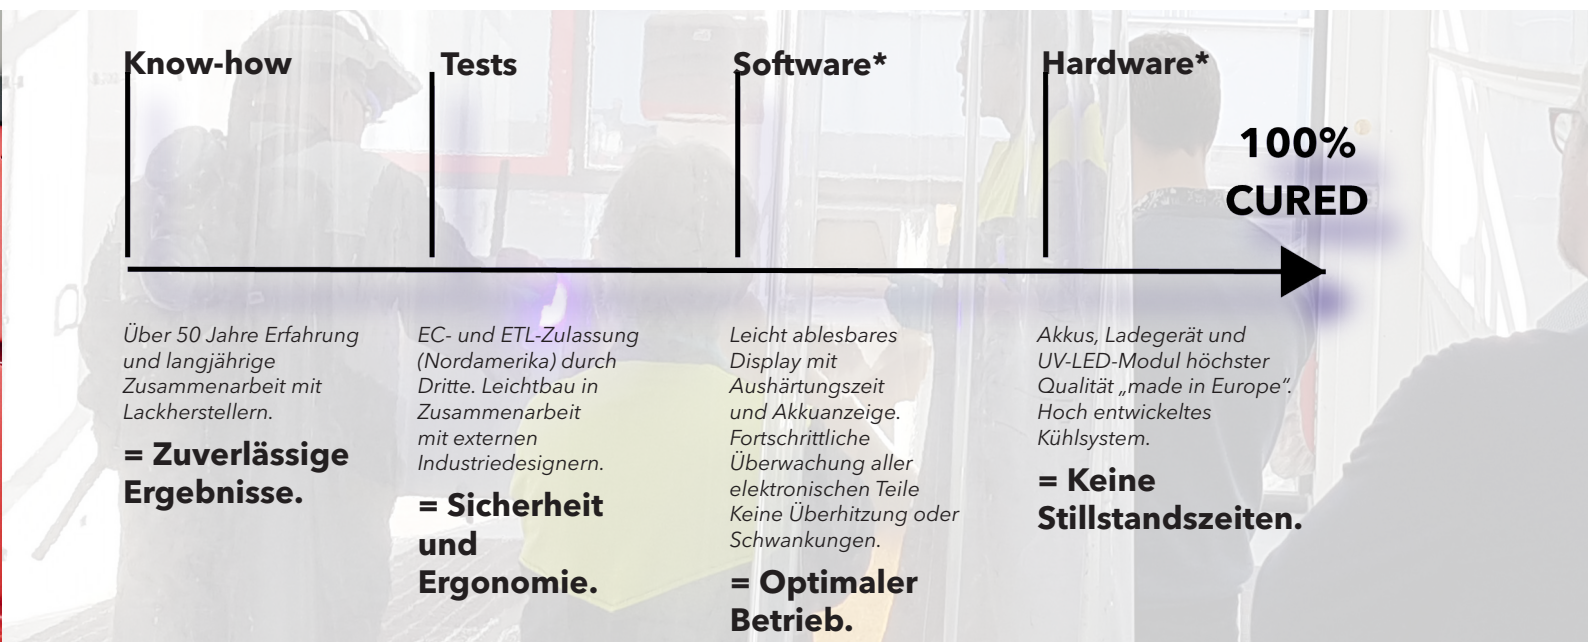 Know-how
Über 50 Jahre Erfahrung
und langjährige
Zusammenarbeit mit
Lackherstellern.
= Zuverlässige
Ergebnisse.
Tests
EC- und ETL-Zulassung
(Nordamerika) durch
Dritte. Leichtbau in
Zusammenarbeit
mit externen
Industriedesignern.
= Sicherheit
und
Ergonomie.
Software*
Leicht ablesbares
Display mit
Aushärtungszeit
und Akkuanzeige.
Fortschrittliche
Überwachung aller
elektronischen Teile
Keine Überhitzung oder
Schwankungen.
= Optimaler
Betrieb.
Hardware*
Akkus, Ladegerät und
UV-LED-Modul höchster
Qualität „made in Europe“.
Hoch entwickeltes
Kühlsystem.
= Keine
Stillstandszeiten.
100%
CURED